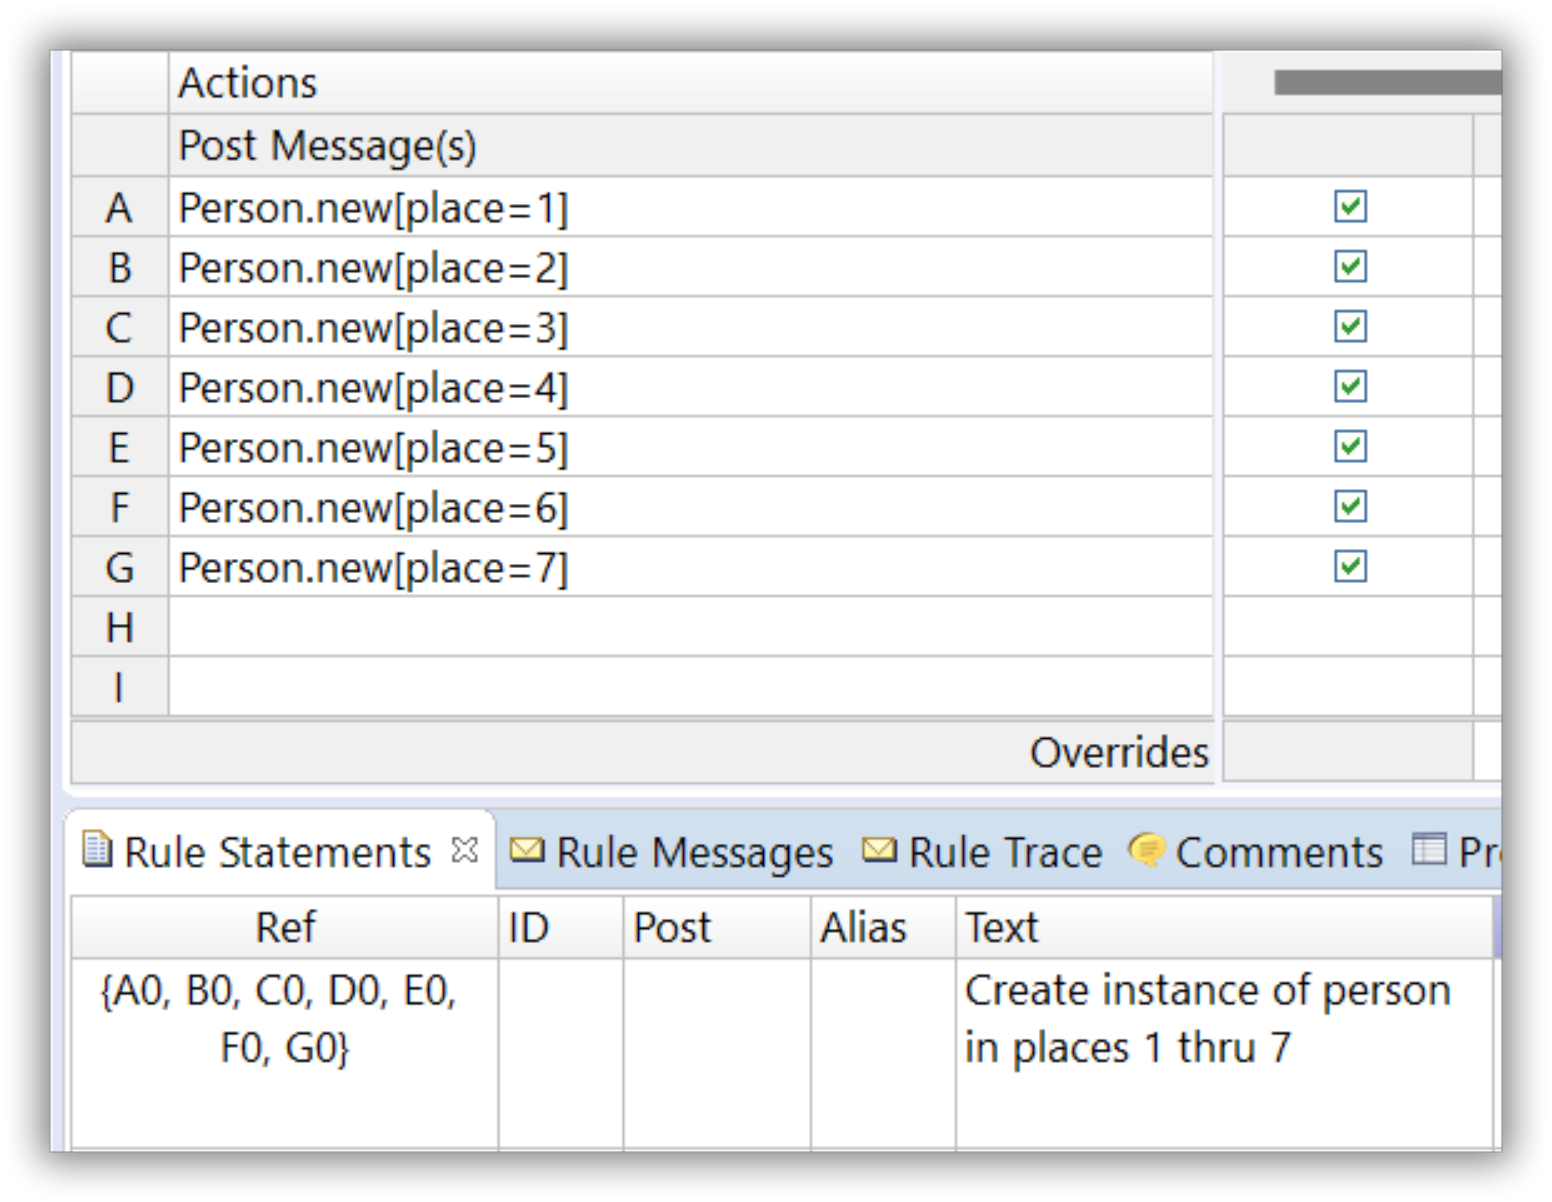 Actions
Post Message(s)
A Person.new[place=1]
B Person.new[place=2]
C Person.new[place=3]
D Person.new[place=4]
E Person.new[place=5]
F Person.new[place=6]
G Person.new[place=7]
H
I
Overrides
Rule Statements Rule Messages Rule Trace Comments Pr
Ref ID Post Alias Text
{A0, B0, C0, D0, E0, Create instance of person
F0, G0} in places 1 thru 7